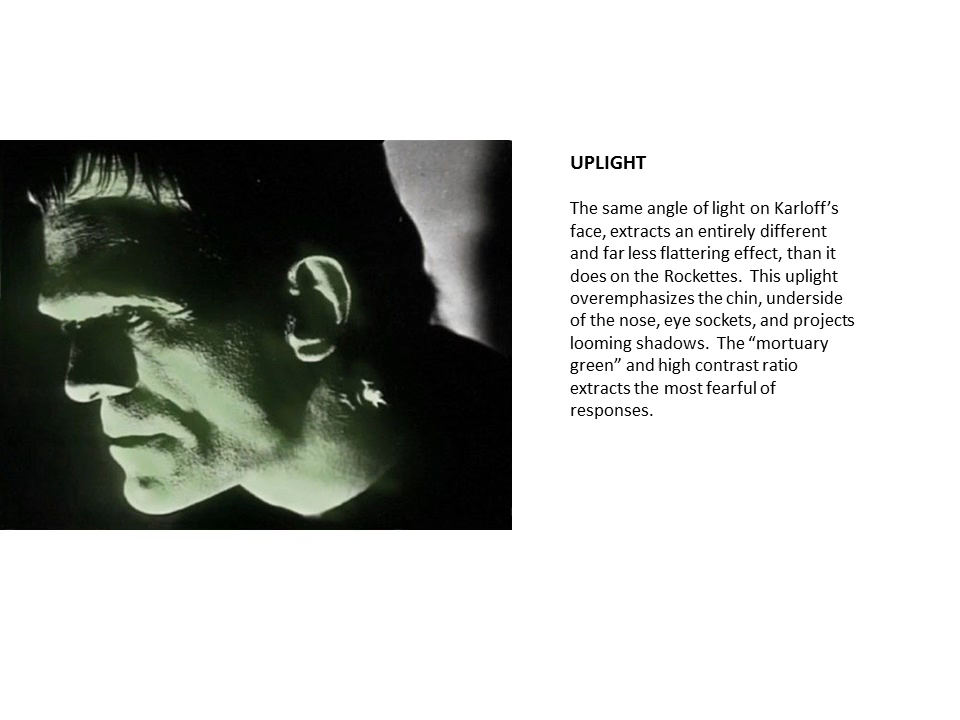 UPLIGHT
The same angle of light on Karloff’s
face, extracts an entirely different
and far less flattering effect, than it
does on the Rockettes.  This uplight
overemphasizes the chin, underside
of the nose, eye sockets, and projects
looming shadows.  The “mortuary
green” and high contrast ratio
extracts the most fearful of
responses.